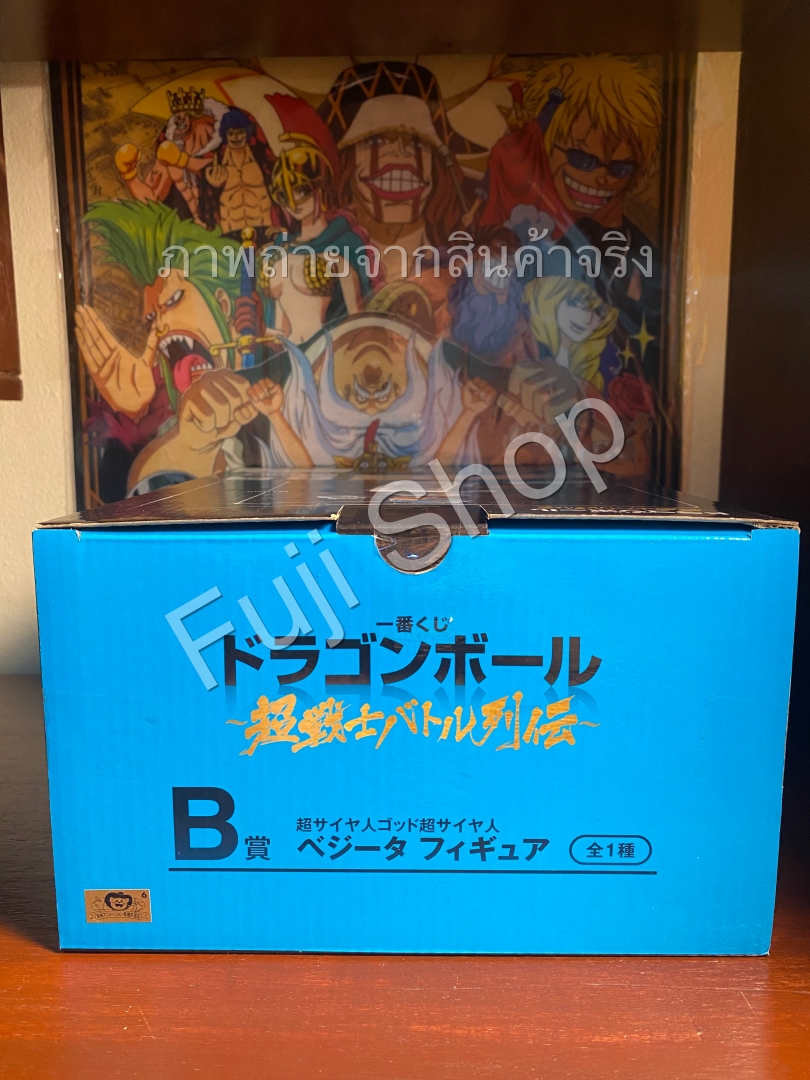 ภาพถ่ายจากสินค้าจริง
Fuji Shop
一番くじ
ドラゴンボール
~超戦士バトル列伝~
B賞
超サイヤ人ゴッド超サイヤ人
ベジータ フィギュア
全1種
6